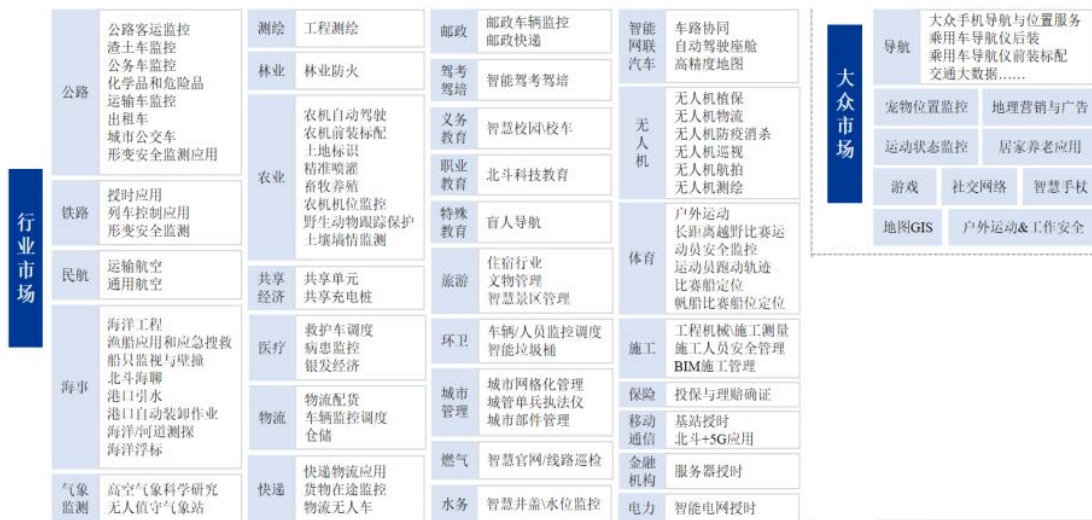 行业市场
公路
公路客运监控
渣土车监控
公务车监控
化学品和危险品
运输车监控
出租车
城市公交车
形变安全监测应用
铁路
授时应用
列车控制应用
形变安全监测
民航
运输航空
通用航空
海事
海洋工程
渔船应用和应急搜救
船只监视与壁撞
北斗海聊
港口引水
港口自动装卸作业
海洋/河道测探
海洋浮标
气象
监测
高空气象科学研究
无人值守气象站
测绘
工程测绘
林业
林业防火
农业
农机自动驾驶
农机前装标配
土地标识
精准喷灌
畜牧养殖
农机机位监控
野生动物跟踪保护
土壤墒情监测
共享
经济
共享单元
共享充电桩
医疗
救护车调度
病患监控
银发经济
物流
物流配货
车辆监控调度
仓储
快递
快递物流应用
货物在途监控
物流无人车
邮政
邮政车辆监控
邮政快递
驾考
驾培
智能驾考驾培
义务
教育
智慧校园\校车
职业
教育
北斗科技教育
特殊
教育
盲人导航
旅游
住宿行业
文物管理
智慧景区管理
环卫
车辆/人员监控调度
智能垃圾桶
城市
管理
城市网格化管理
城管单兵执法仪
城市部件管理
燃气
智慧官网/线路巡检
水务
智慧井盖\水位监控
智能
网联
汽车
车路协同
自动驾驶座舱
高精度地图
无人机
无人机植保
无人机物流
无人机防疫消杀
无人机巡视
无人机航拍
无人机测绘
体育
户外运动
长距离越野比赛运
动员安全监控
运动员跑动轨迹
比赛船定位
帆船比赛船位定位
施工
工程机械\施工测量
施工人员安全管理
BIM施工管理
保险
投保与理赔确证
移动
通信
基站授时
北斗+5G应用
金融
机构
服务器授时
电力
智能电网授时
大众市场
导航
大众手机导航与位置服务
乘用车导航仪后装
乘用车导航仪前装标配
交通大数据……
宠物位置监控
地理营销与广告
运动状态监控
居家养老应用
游戏
社交网络
智慧手杖
地图GIS
户外运动&工作安全